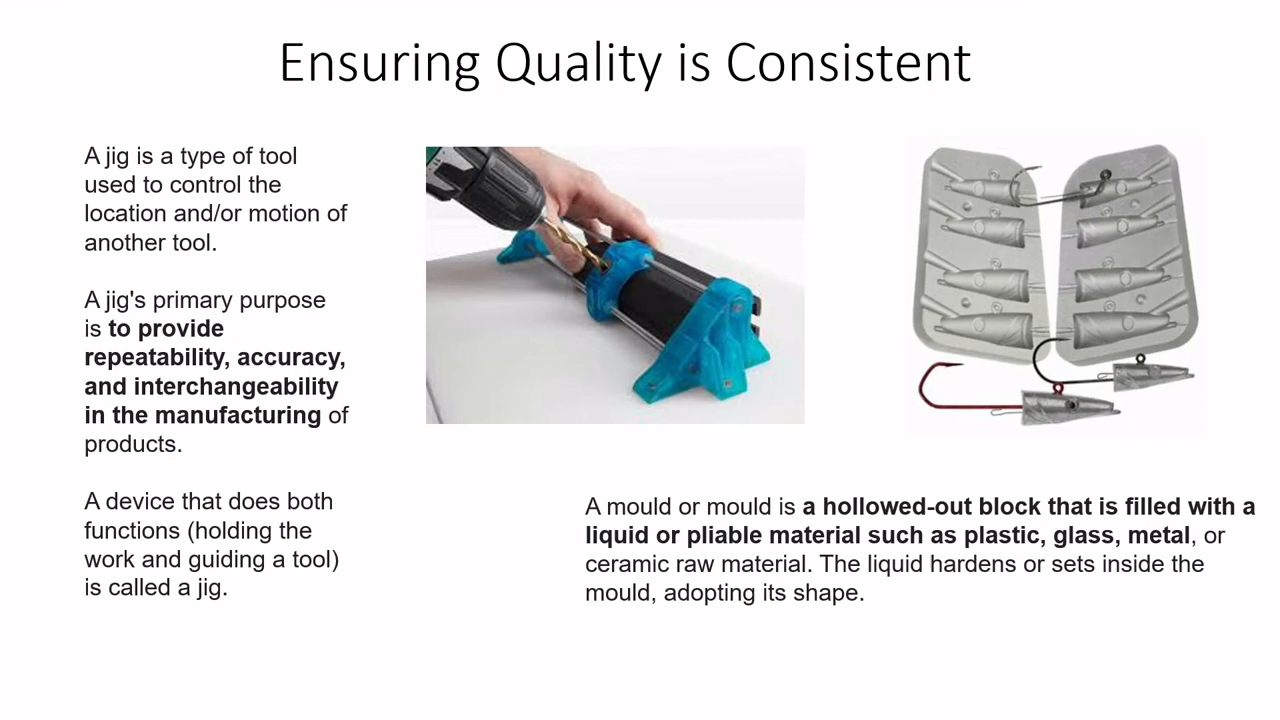 Ensuring Quality is Consistent
A jig is a type of tool
used to control the
location and/or motion of
another tool.
A jig's primary purpose
is to provide
repeatability, accuracy,
and interchangeability
in the manufacturing of
products.
A device that does both
functions (holding the
work and guiding a tool)
is called a jig.
A mould or mould is a hollowed-out block that is filled with a
liquid or pliable material such as plastic, glass, metal, or
ceramic raw material. The liquid hardens or sets inside the
mould, adopting its shape.